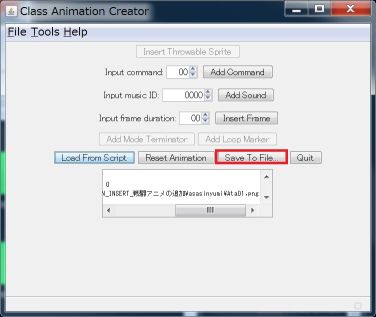 Class Animation Creator
File Tools Help
Insert Throwable Sprite
Input command: 00 Add Command
Input music ID: 0000 Add Sound
Input frame duration: 00 Insert Frame
Add Mode Terminator Add Loop Marker
Load From Script Reset Animation Save To File... Quit
0
_INSERT_戦闘アニメの追加¥asasinyumi¥Ata01.png